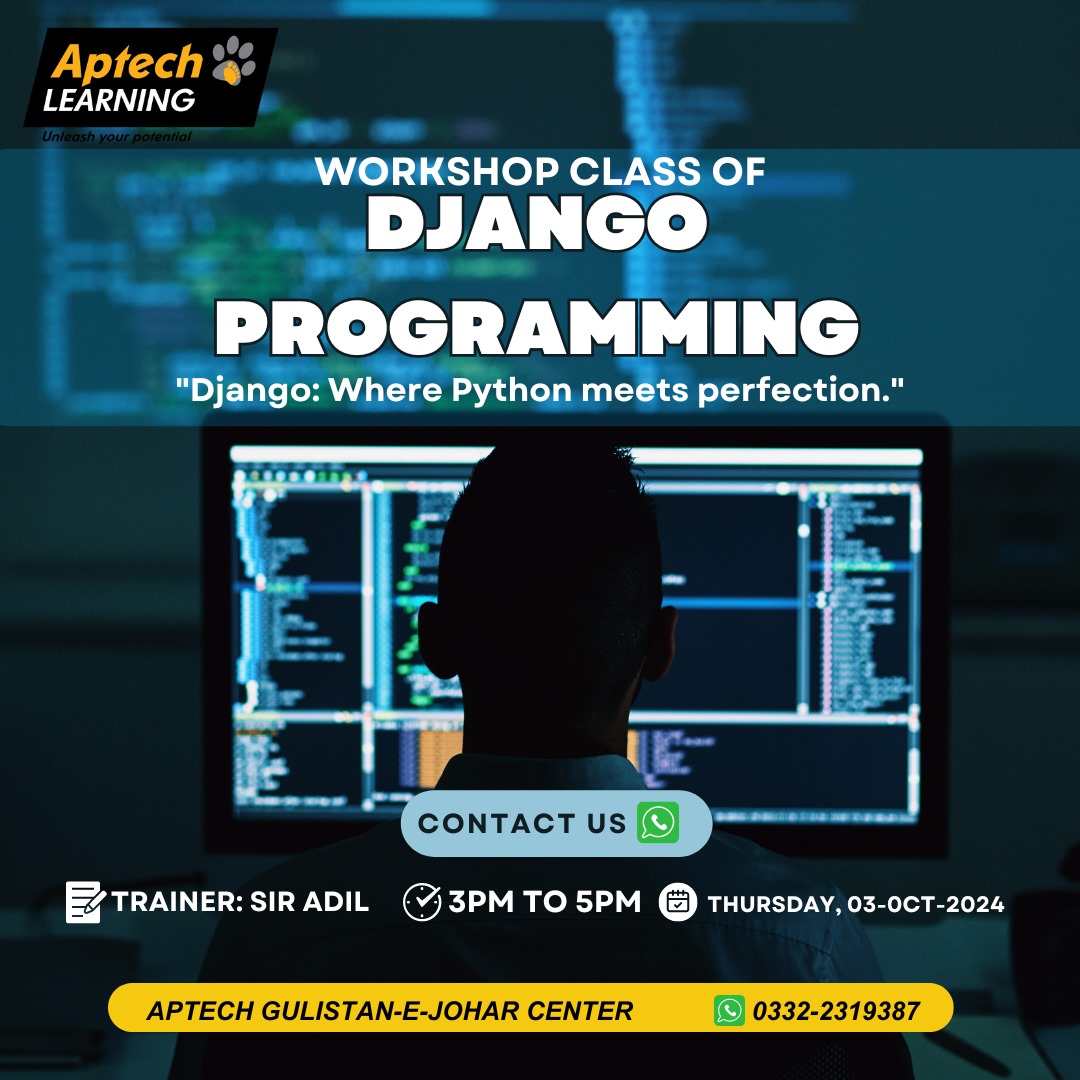 Aptech
LEARNING
Unleash your potential
WORKSHOP CLASS OF
DJANGO
PROGRAMMING
"Django: Where Python meets perfection."
CONTACT US
TRAINER: SIR ADIL
3PM TO 5PM
THURSDAY, 03-0CT-2024
APTECH GULISTAN-E-JOHAR CENTER
0332-2319387